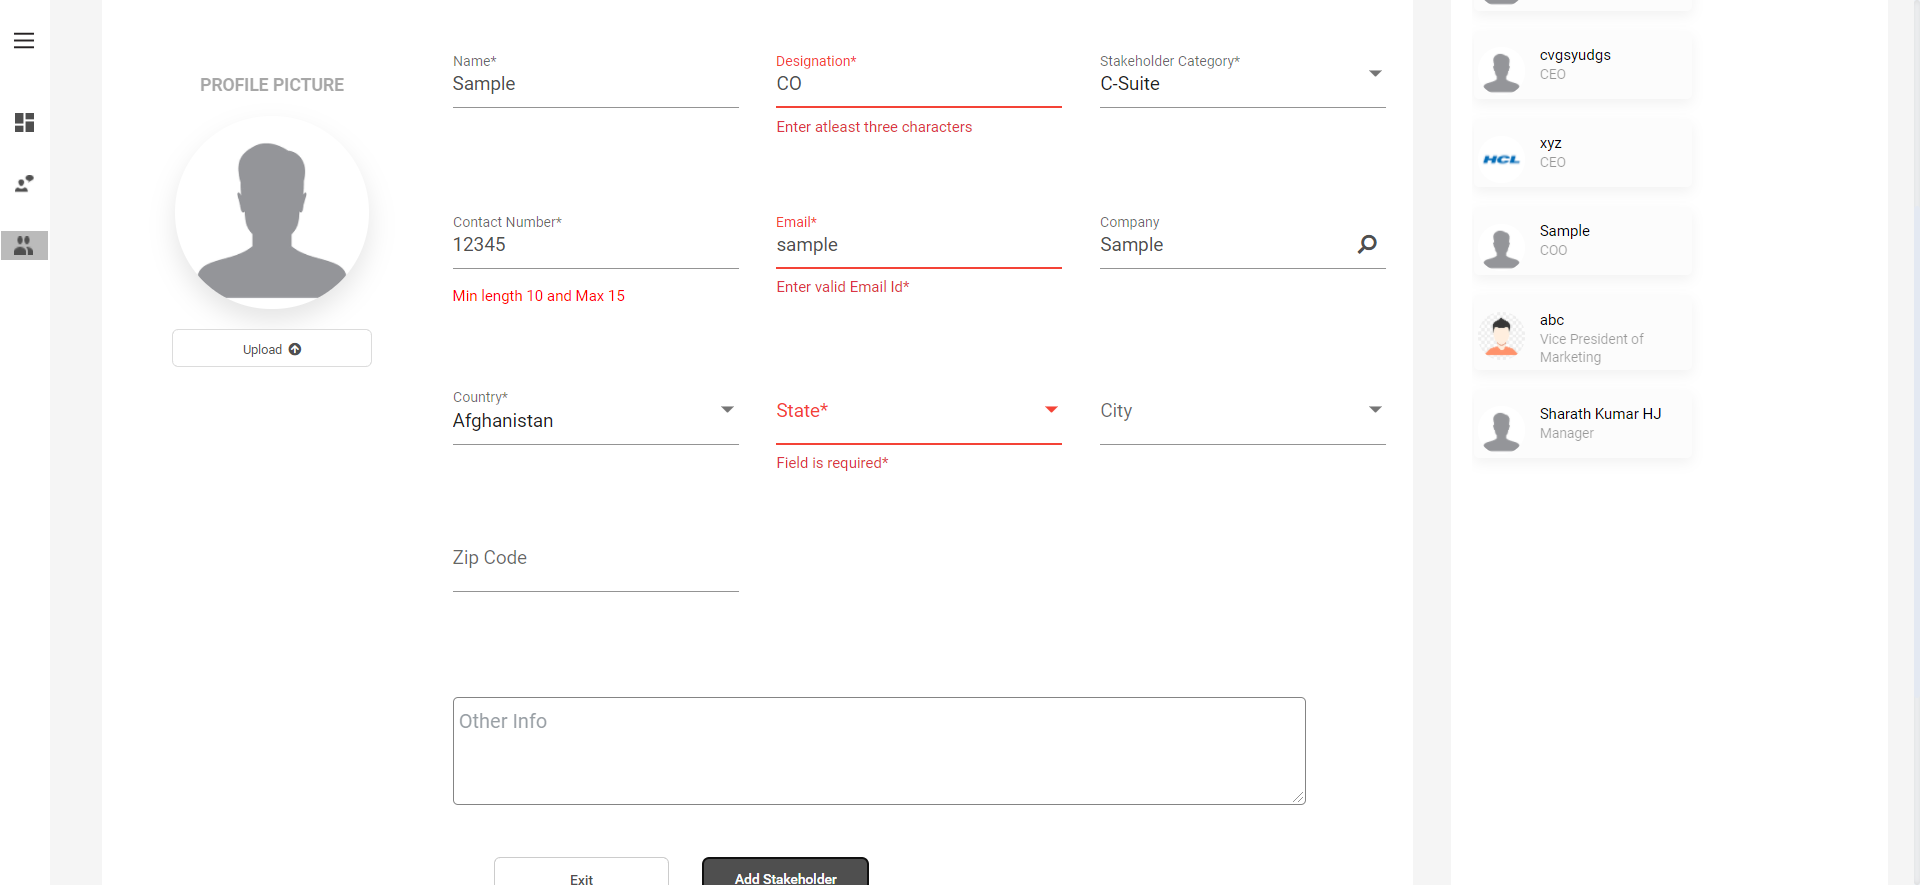 PROFILE PICTURE
Upload
Name*
Sample
Designation*
CO
Enter atleast three characters
Stakeholder Category*
C-Suite
Contact Number*
12345
Min length 10 and Max 15
Email*
sample
Enter valid Email Id*
Company
Sample
Country*
Afghanistan
State*
Field is required*
City
Zip Code
Other Info
Exit
Add Stakeholder
cvgsyudgs
CEO
HCL
xyz
CEO
Sample
COO
abc
Vice President of
Marketing
Sharath Kumar HJ
Manager